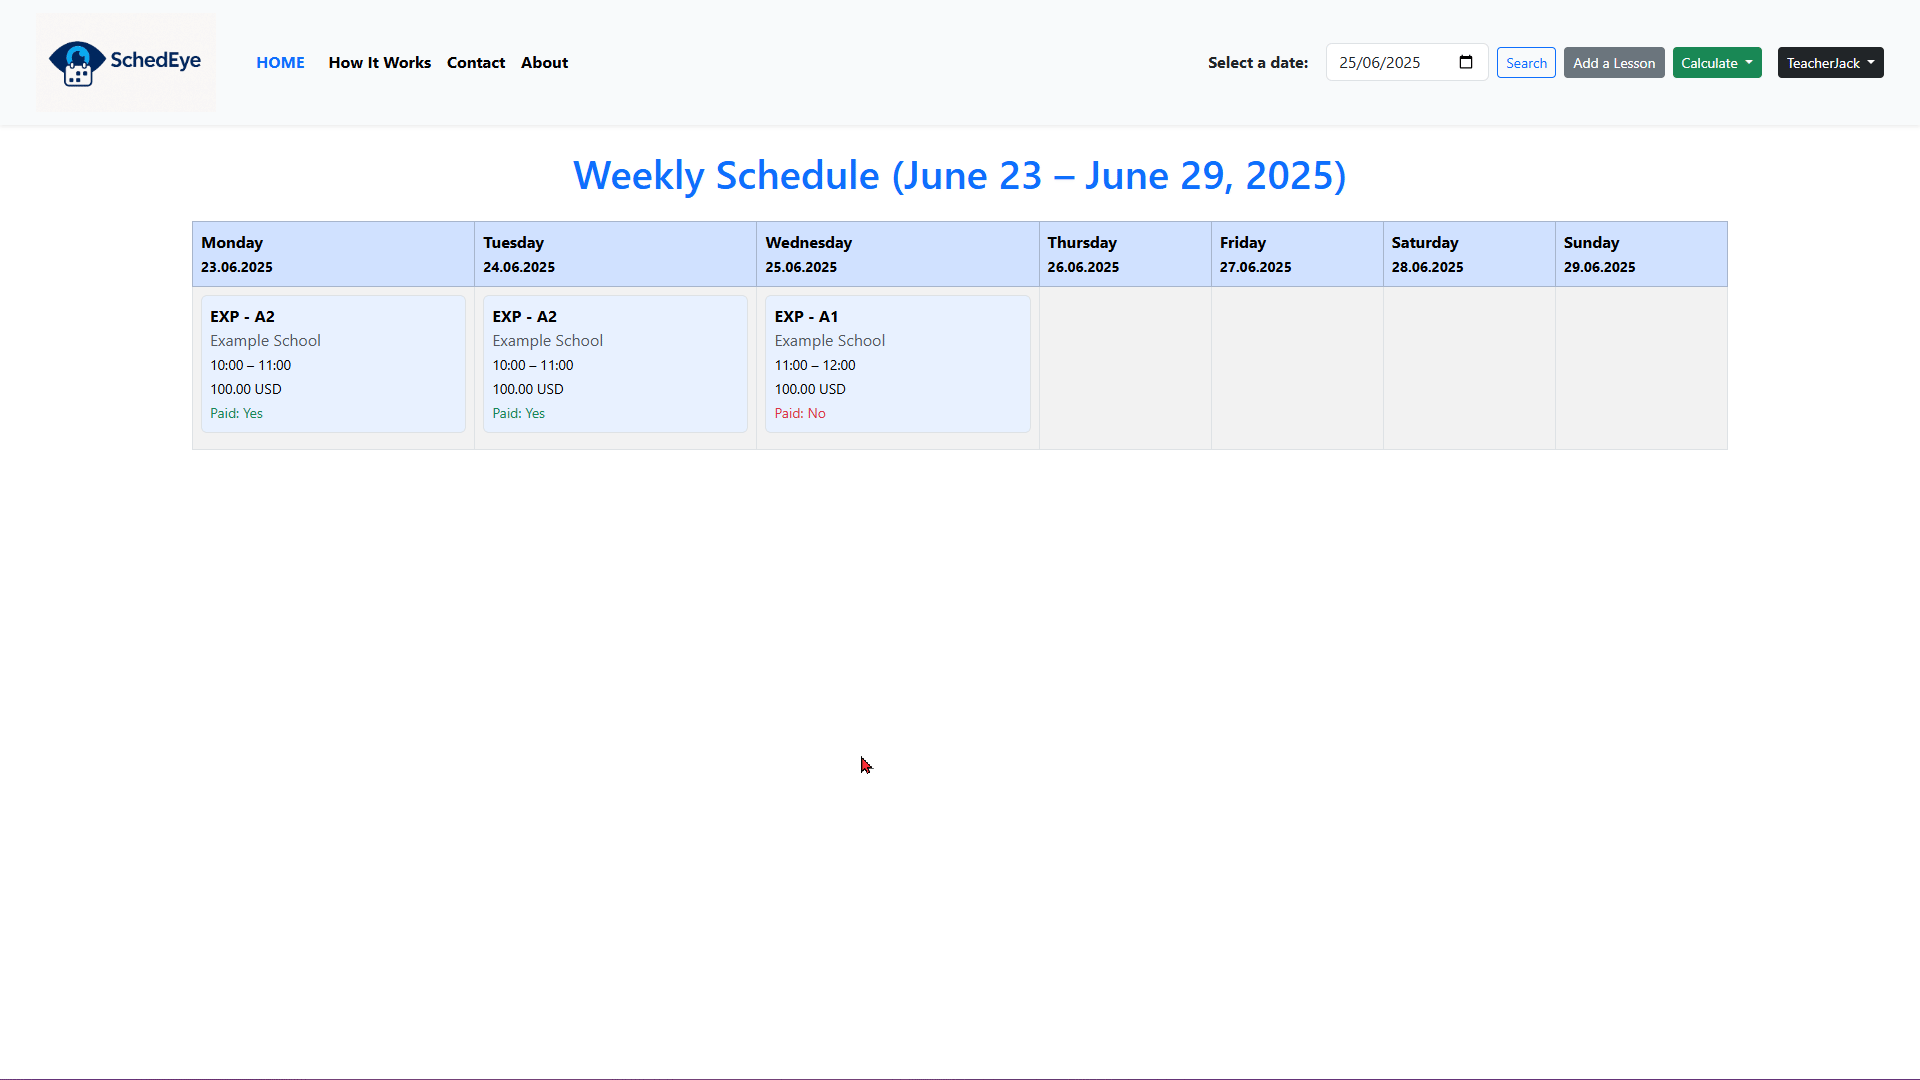 SchedEye
HOME How It Works Contact About
Select a date: 25/06/2025 Search Add a Lesson Calculate TeacherJack
Weekly Schedule (June 23 – June 29, 2025)
Monday
23.06.2025
Tuesday
24.06.2025
Wednesday
25.06.2025
Thursday
26.06.2025
Friday
27.06.2025
Saturday
28.06.2025
Sunday
29.06.2025
EXP - A2
Example School
10:00 – 11:00
100.00 USD
Paid: Yes
EXP - A2
Example School
10:00 – 11:00
100.00 USD
Paid: Yes
EXP - A1
Example School
11:00 – 12:00
100.00 USD
Paid: No